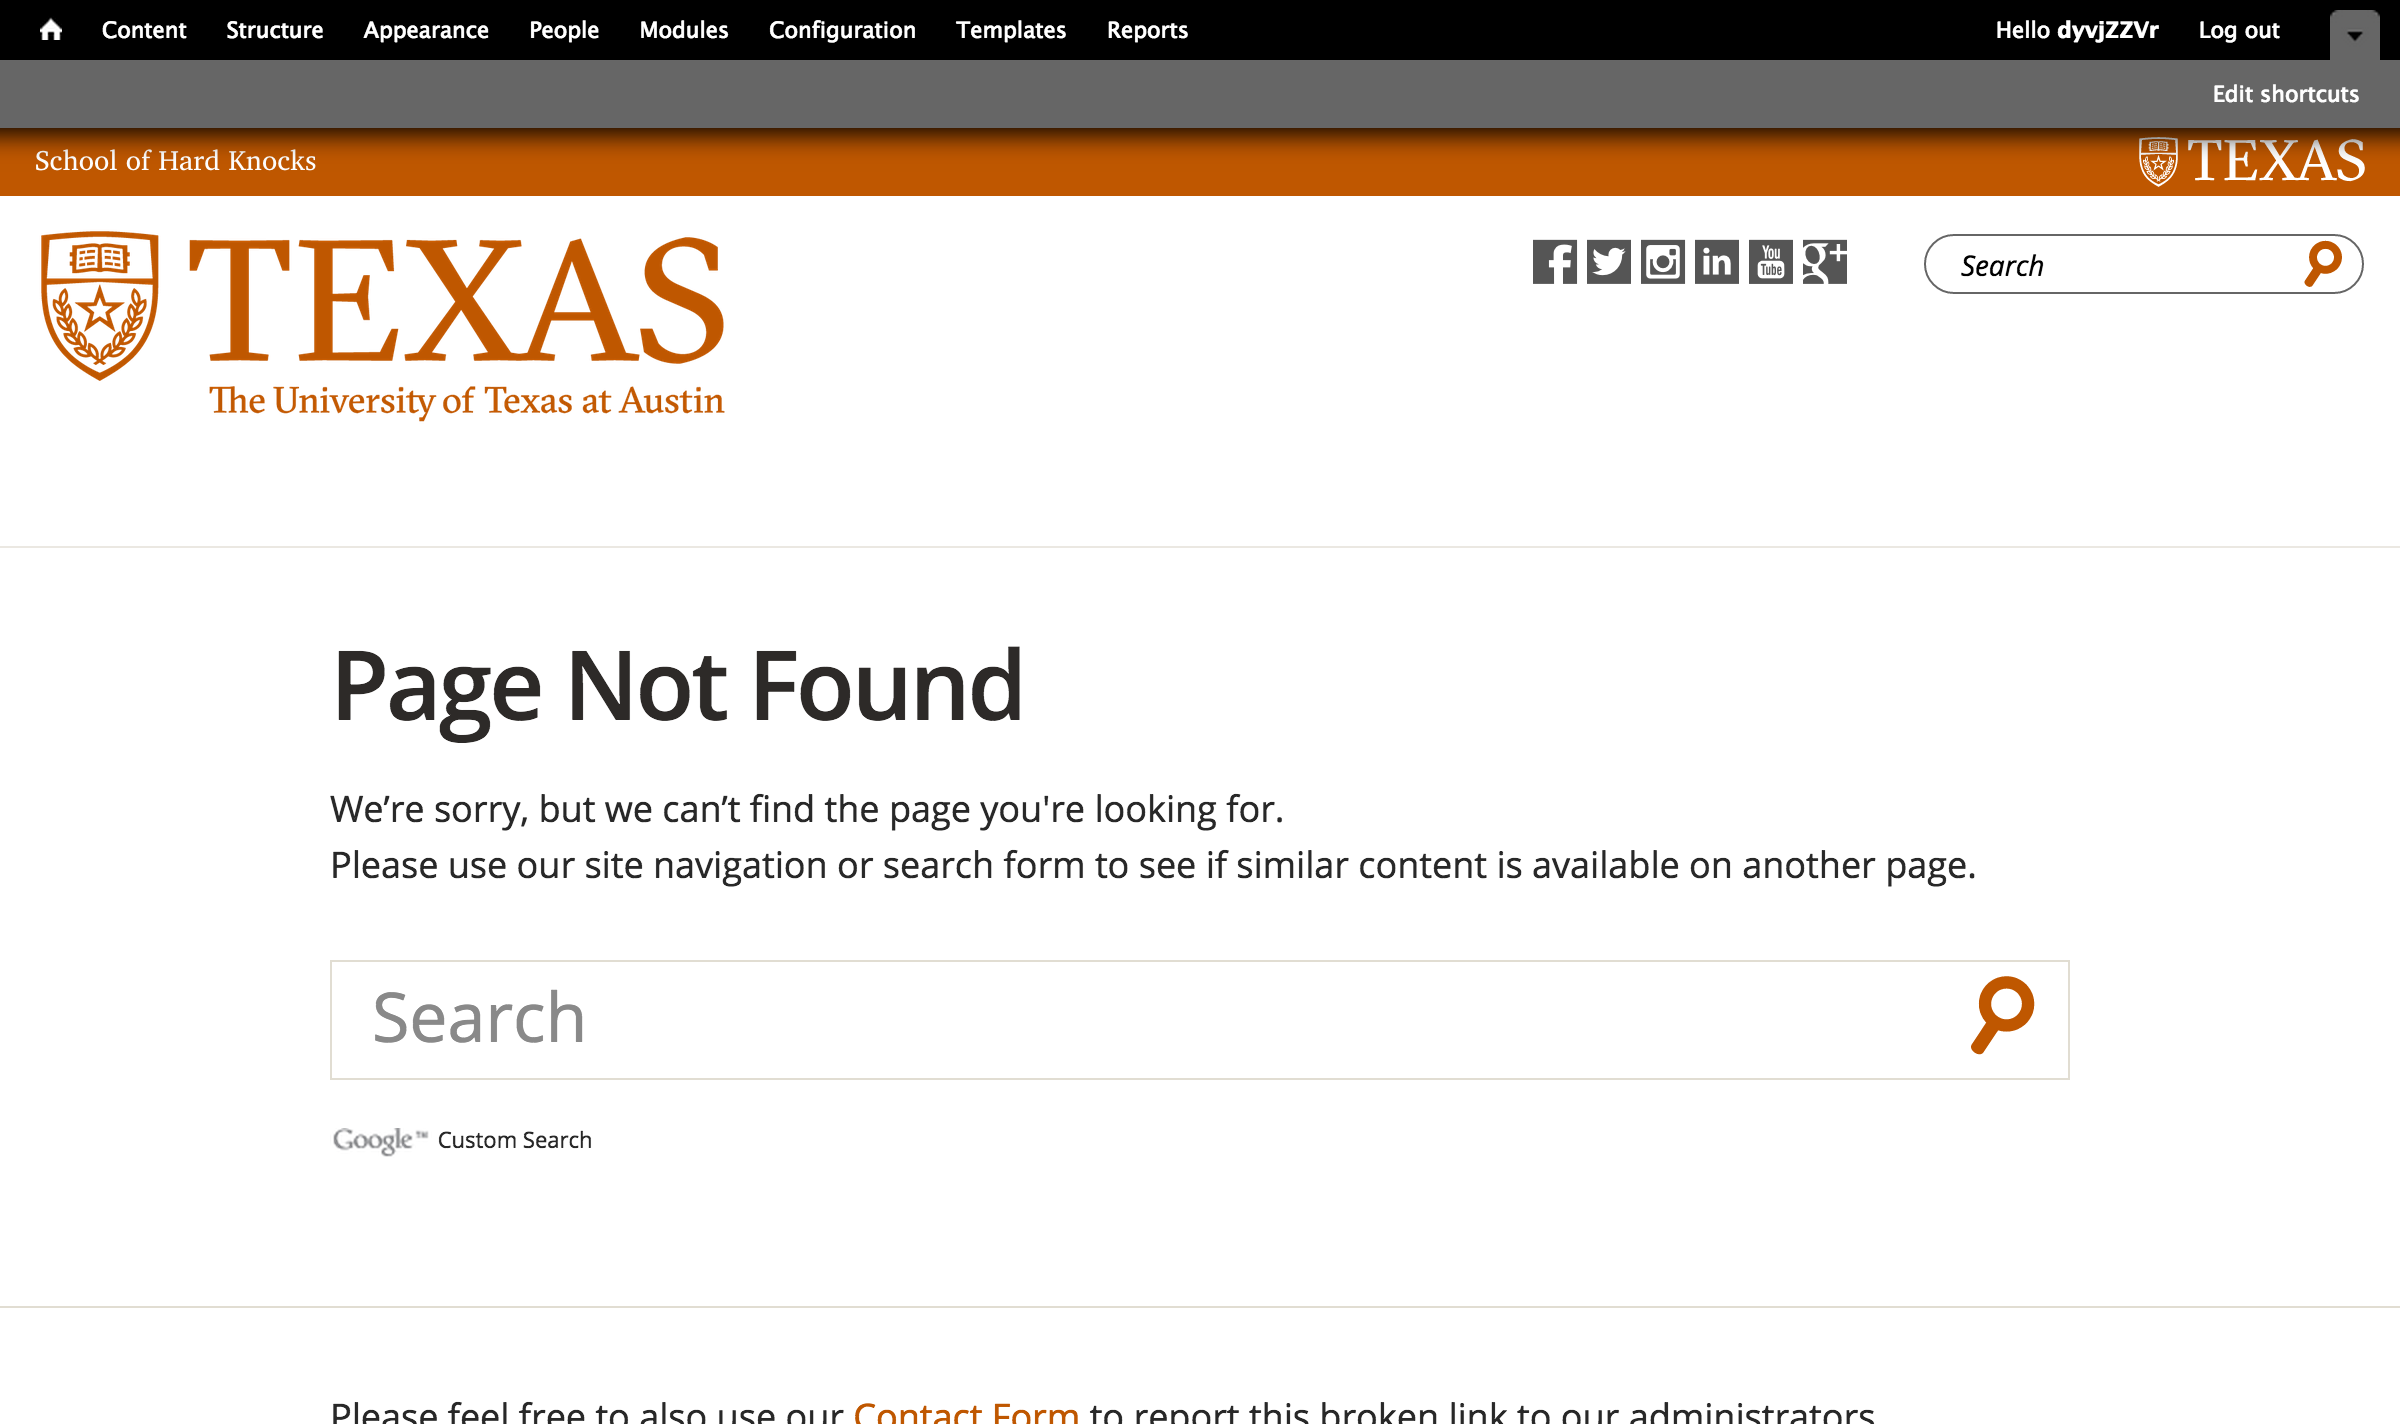 Content Structure Appearance People Modules Configuration Templates Reports Hello dyvjZZVr Log out
Edit shortcuts
School of Hard Knocks TEXAS
TEXAS
The University of Texas at Austin
f in You Tube g+
Search
Page Not Found
We’re sorry, but we can’t find the page you're looking for.
Please use our site navigation or search form to see if similar content is available on another page.
Search
Google™ Custom Search
Please feel free to also use our Contact Form to report this broken link to our administrators